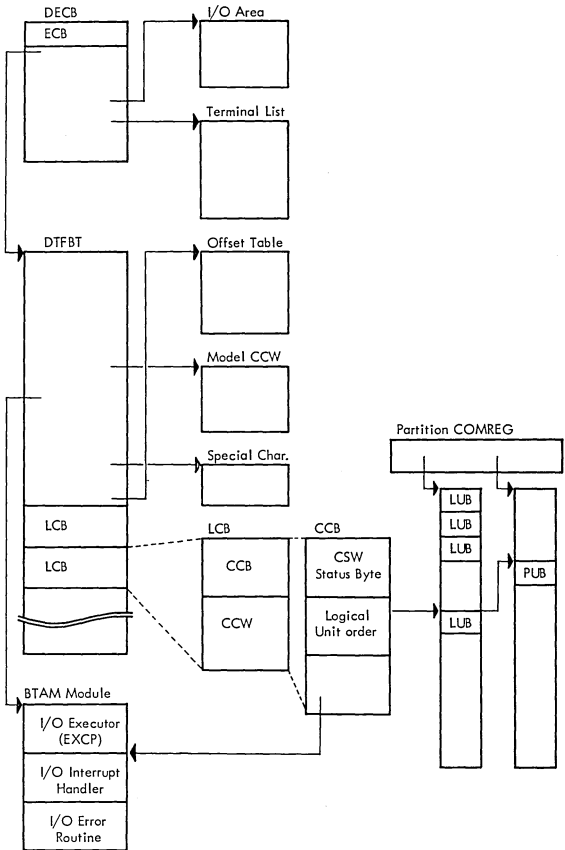 DECB
I/O Area
ECB
Terminal List
DTFBT
Offset Table
Model CCW
Partition COMREG
Special Char.
LUB
LUB
LUB
LCB
LCB
CCB
CSW
Status Byte
CCB
LCB
PUB
CCW
Logical
Unit order
LUB
BTAM Module
I/O Executor
(EXCP)
I/O Interrupt
Handler
I/O Error
Routine